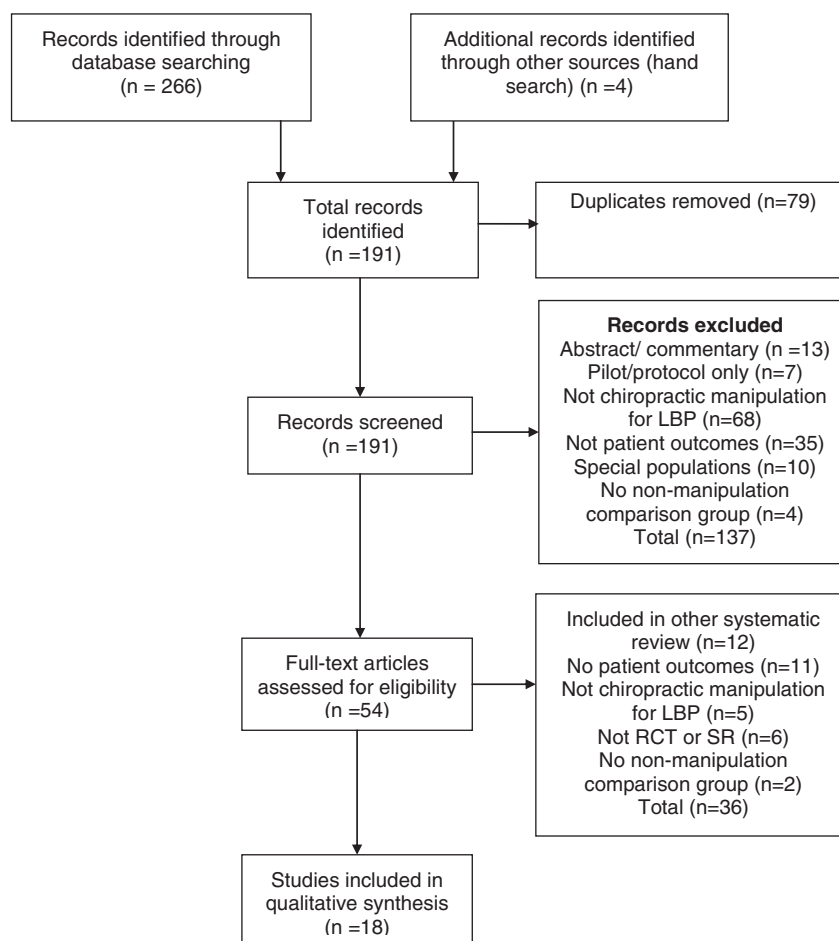 Records identified through
database searching
(n = 266)
Additional records identified
through other sources (hand
search) (n =4)
Total records
identified
(n =191)
Duplicates removed (n=79)
Records screened
(n =191)
Records excluded
Abstract/ commentary (n =13)
Pilot/protocol only (n=7)
Not chiropractic manipulation
for LBP (n=68)
Not patient outcomes (n=35)
Special populations (n=10)
No non-manipulation
comparison group (n=4)
Total (n=137)
Full-text articles
assessed for eligibility
(n =54)
Included in other systematic
review (n=12)
No patient outcomes (n=11)
Not chiropractic manipulation
for LBP (n=5)
Not RCT or SR (n=6)
No non-manipulation
comparison group (n=2)
Total (n=36)
Studies included in
qualitative synthesis
(n =18)